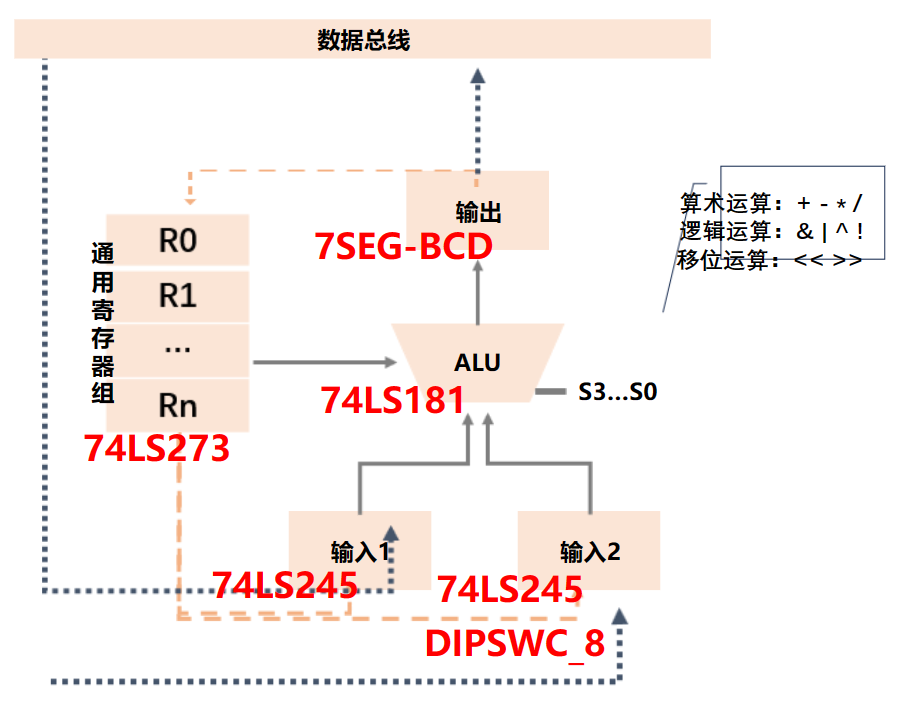 数据总线
输出
7SEG-BCD
算术运算：+ - * /
逻辑运算：& | ^ !
移位运算：<< >>
通用寄存器组
R0
R1
...
Rn
74LS273
ALU
74LS181
S3...S0
输入1
74LS245
输入2
74LS245
DIPSWC_8